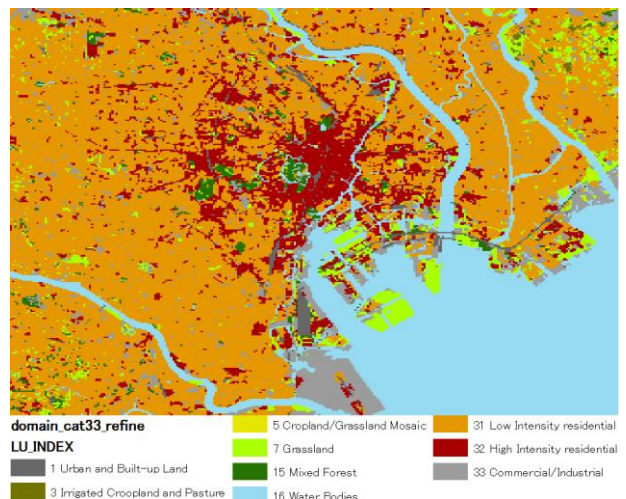 domain_cat33_refine
LU_INDEX
1 Urban and Built-up Land
3 Irrigated Croopland and Pasture
5 Cropland/Grassland Mosaic
7 Grassland
15 Mixed Forest
16 Water Bodies
31 Low Intensity residential
32 High Intensity residential
33 Commercial/Industrial